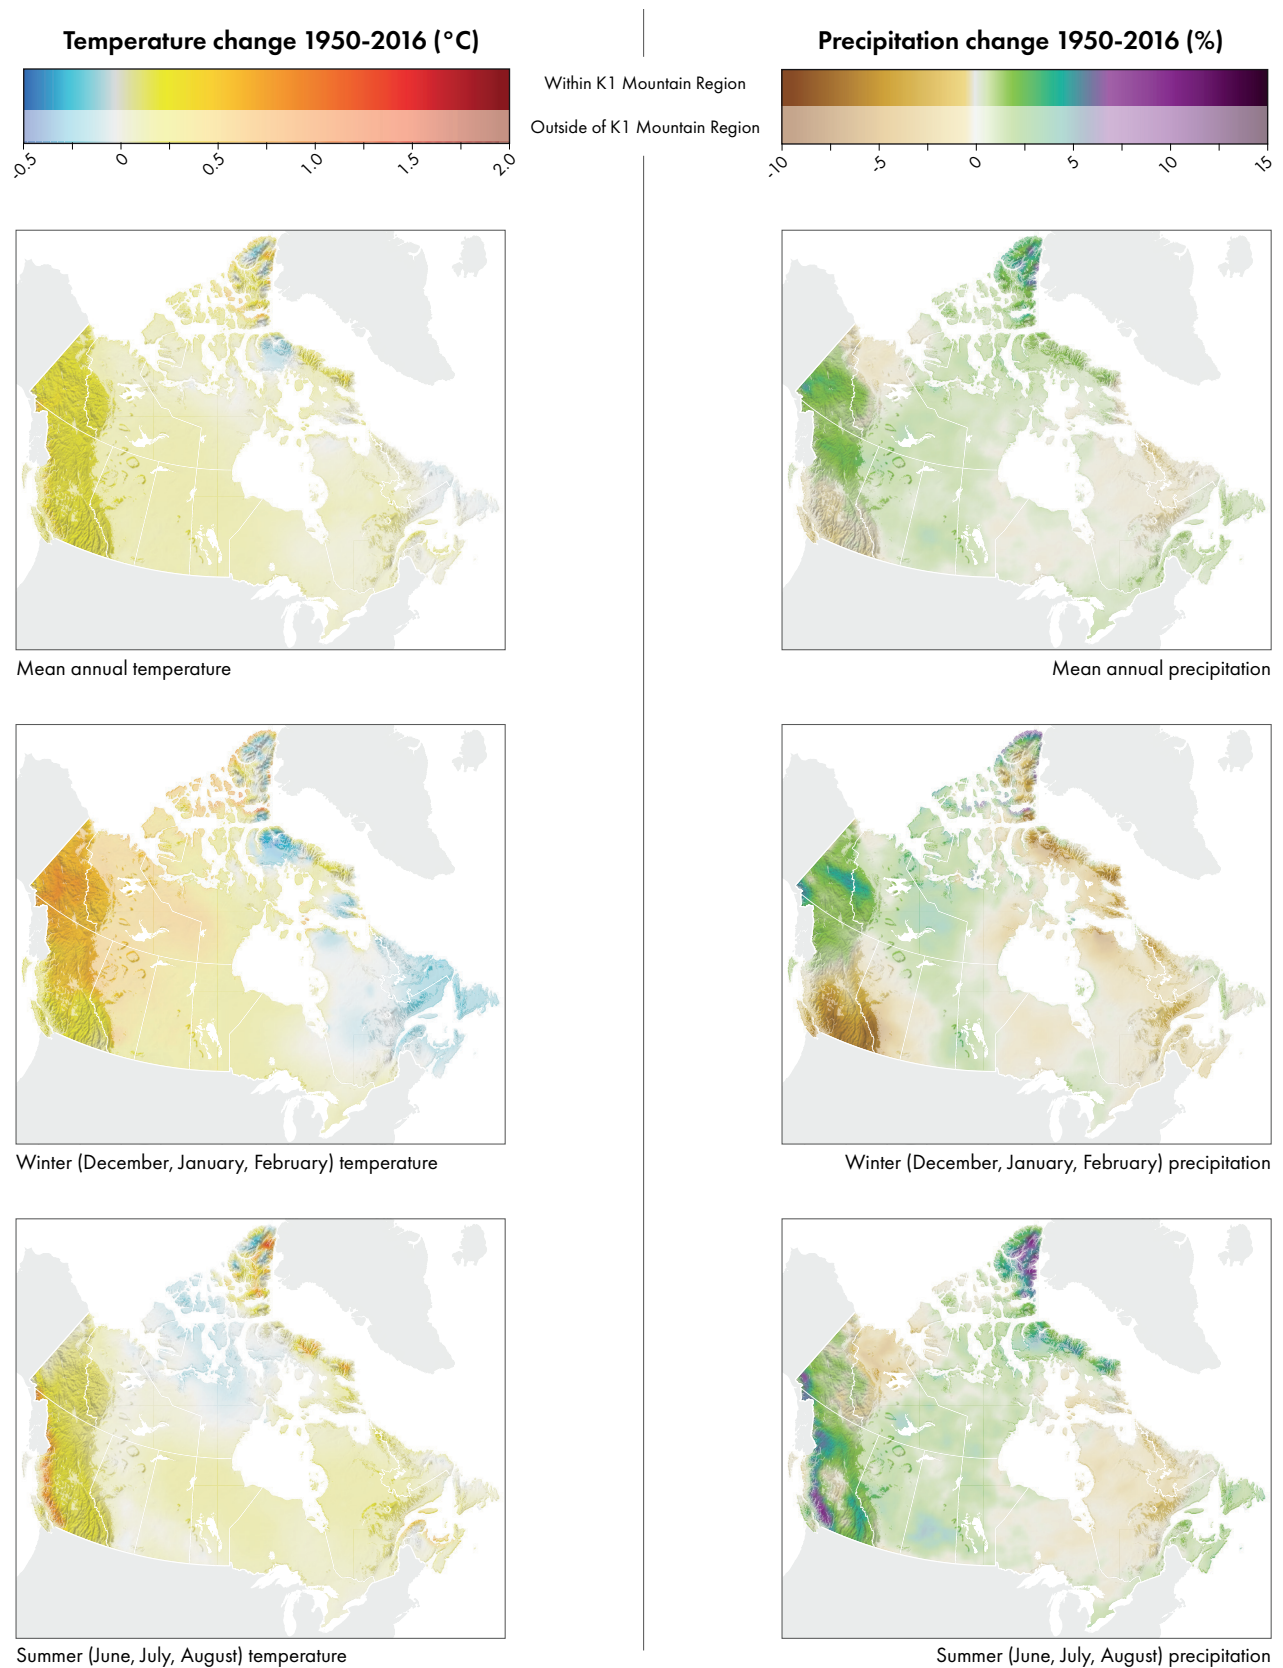 Temperature change 1950-2016 (°C)
-0.5 0 0.5 1.0 1.5 2.0
Within K1 Mountain Region
Outside of K1 Mountain Region
Precipitation change 1950-2016 (%)
-10 -5 0 5 10 15
Mean annual temperature
Mean annual precipitation
Winter (December, January, February) temperature
Winter (December, January, February) precipitation
Summer (June, July, August) temperature
Summer (June, July, August) precipitation